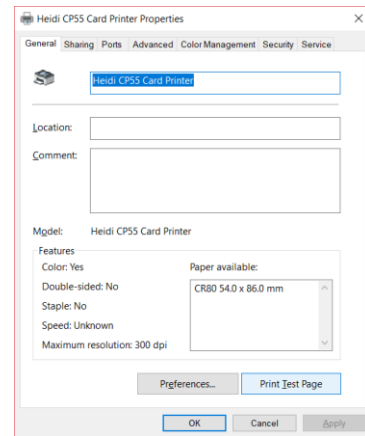 Heidi CP55 Card Printer Properties
General Sharing Ports Advanced Color Management Security Service
Heidi CP55 Card Printer
Location:
Comment:
Model: Heidi CP55 Card Printer
Features
Color: Yes Paper available:
Double-sided: No CR80 54.0 x 86.0 mm
Staple: No
Speed: Unknown
Maximum resolution: 300 dpi
Preferences... Print Test Page
OK Cancel Apply